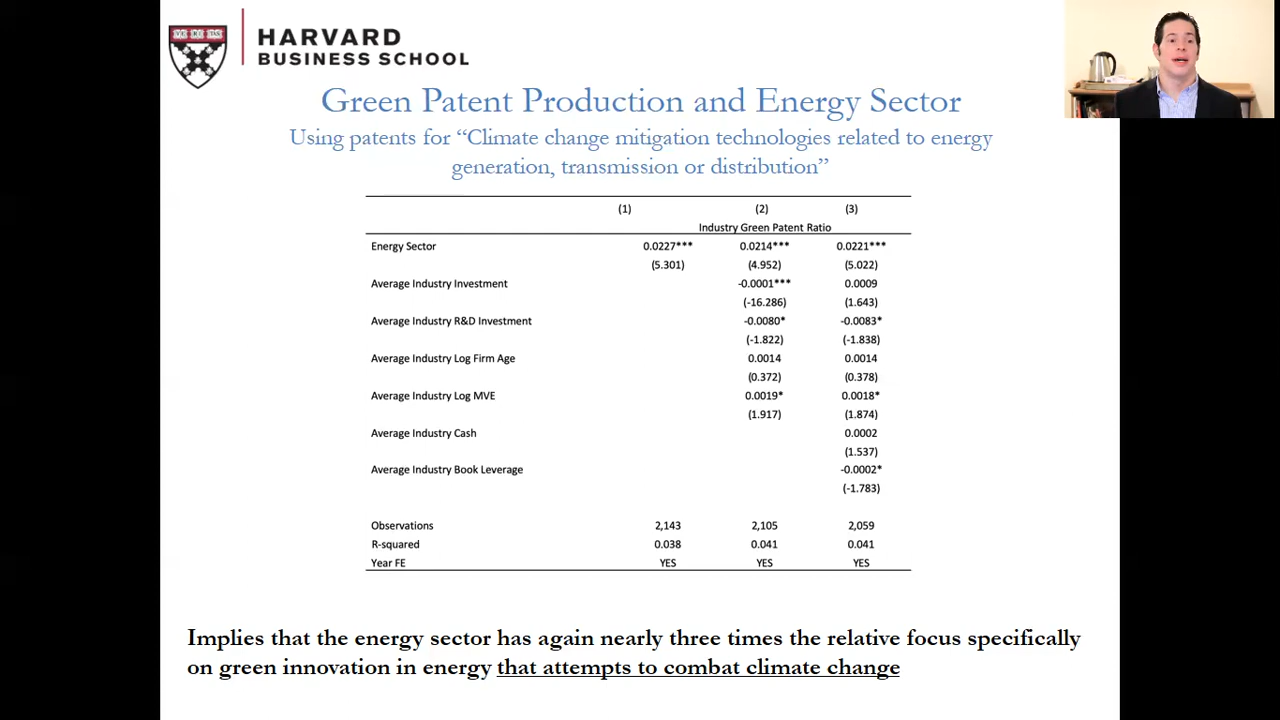 HARVARD
BUSINESS SCHOOL
Green Patent Production and Energy Sector
Using patents for “Climate change mitigation technologies related to energy
generation, transmission or distribution”
(1) (2) (3)
Industry Green Patent Ratio
Energy Sector 0.0227*** 0.0214*** 0.0221***
(5.301) (4.952) (5.022)
Average Industry Investment -0.0001*** 0.0009
(-16.286) (1.643)
Average Industry R&D Investment -0.0080* -0.0083*
(-1.822) (-1.838)
Average Industry Log Firm Age 0.0014 0.0014
(0.372) (0.378)
Average Industry Log MVE 0.0019* 0.0018*
(1.917) (1.874)
Average Industry Cash 0.0002
(1.537)
Average Industry Book Leverage -0.0002*
(-1.783)
Observations 2,143 2,105 2,059
R-squared 0.038 0.041 0.041
Year FE YES YES YES
Implies that the energy sector has again nearly three times the relative focus specifically
on green innovation in energy that attempts to combat climate change